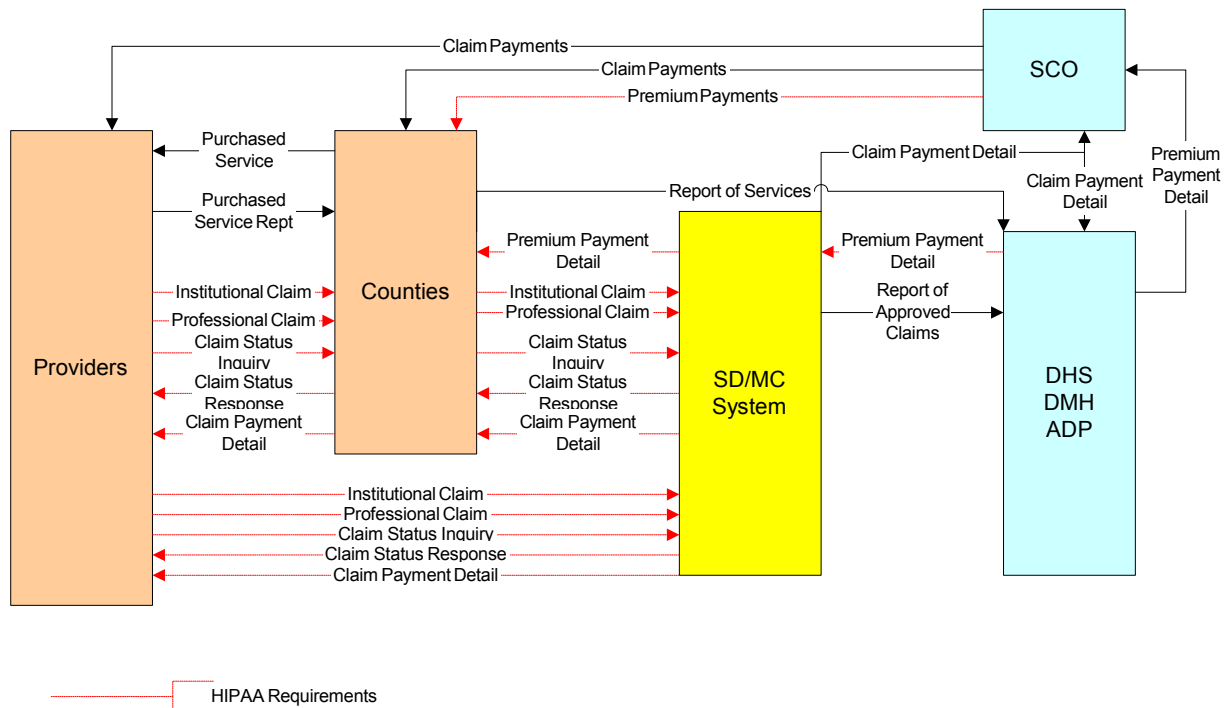 Claim Payments
SCO
Claim Payments
Premium Payments
Purchased
Service
Claim Payment Detail
Premium
Payment
Detail
Claim Payment
Detail
Report of Services
Purchased
Service Rept
Premium Payment
Detail
Premium Payment
Detail
Providers
Counties
SD/MC
System
DHS
DMH
ADP
Institutional Claim
Professional Claim
Claim Status
Inquiry
Claim Status
Response
Claim Payment
Detail
Institutional Claim
Professional Claim
Claim Status
Inquiry
Claim Status
Response
Claim Payment
Detail
Report of
Approved
Claims
Institutional Claim
Professional Claim
Claim Status Inquiry
Claim Status Response
Claim Payment Detail
HIPAA Requirements